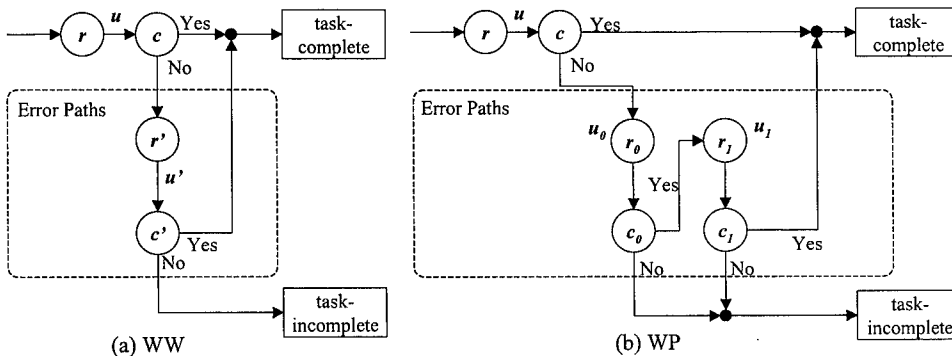 r
u
c
Yes
task-
complete
No
Error Paths
r’
u’
c’
Yes
No
task-
incomplete
(a) WW
r
u
c
Yes
task-
complete
No
Error Paths
u0
r0
r1
u1
Yes
c0
c1
Yes
No
No
task-
incomplete
(b) WP